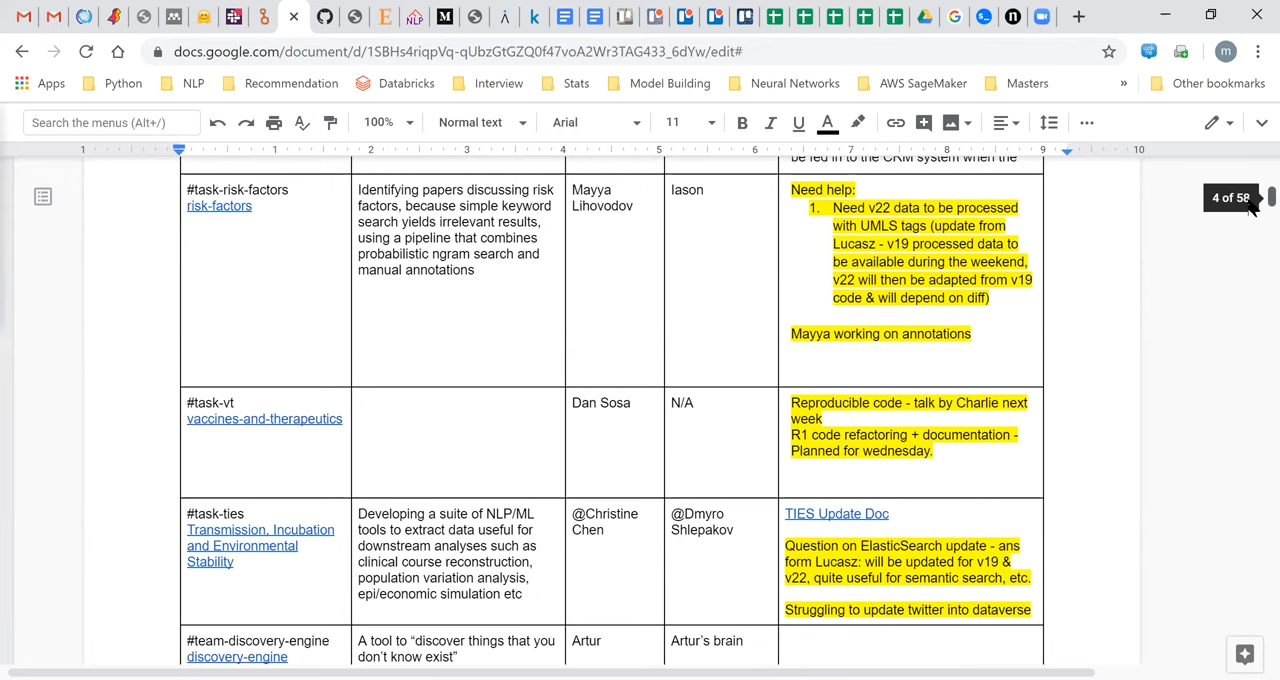 docs.google.com/document/d/1SBHs4riqpVq-qUbzGtGZQ0f47voA2Wr3TAG433_6dYw/edit#
m
Apps
Python
NLP
Recommendation
Databricks
Interview
Stats
Model Building
Neural Networks
AWS SageMaker
Masters
»
Other bookmarks
Search the menus (Alt+/)
100%
Normal text
Arial
11
B
I
U
A
1 1 2 3 4 5 6 7 8 9 10
be fed in to the CRM system when the
#task-risk-factors
risk-factors
Identifying papers discussing risk
factors, because simple keyword
search yields irrelevant results,
using a pipeline that combines
probabilistic ngram search and
manual annotations
Mayya
Lihovodov
Iason
Need help:
1. Need v22 data to be processed
with UMLS tags (update from
Lucasz - v19 processed data to
be available during the weekend,
v22 will then be adapted from v19
code & will depend on diff)
Mayya working on annotations
4 of 58
#task-vt
vaccines-and-therapeutics
Dan Sosa
N/A
Reproducible code - talk by Charlie next
week
R1 code refactoring + documentation -
Planned for wednesday.
#task-ties
Transmission, Incubation
and Environmental
Stability
Developing a suite of NLP/ML
tools to extract data useful for
downstream analyses such as
clinical course reconstruction,
population variation analysis,
epi/economic simulation etc
@Christine
Chen
@Dmyro
Shlepakov
TIES Update Doc
Question on ElasticSearch update - ans
form Lucasz: will be updated for v19 &
v22, quite useful for semantic search, etc.
Struggling to update twitter into dataverse
#team-discovery-engine
discovery-engine
A tool to “discover things that you
don’t know exist”
Artur
Artur’s brain